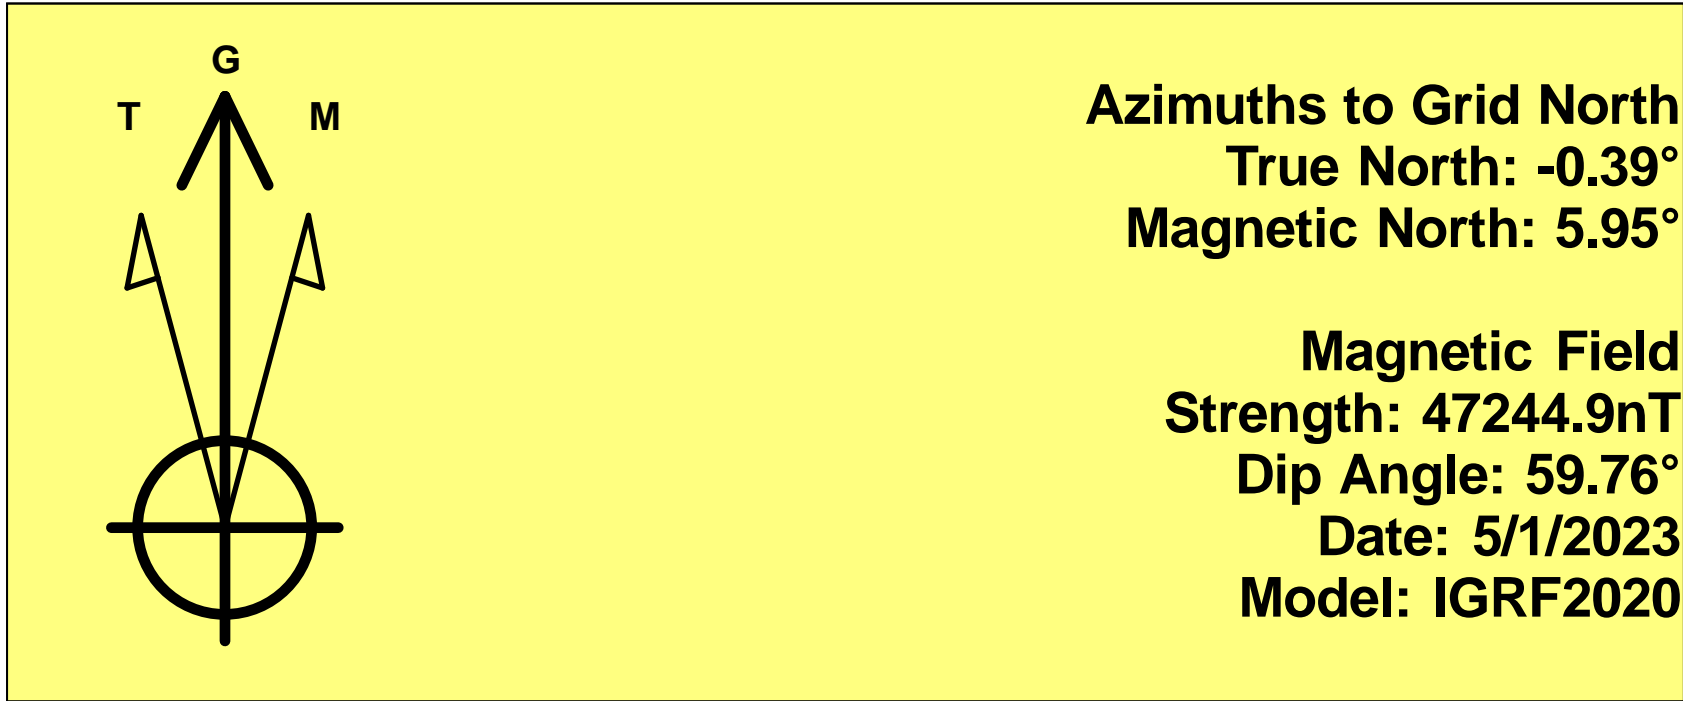 G
T
M
Azimuths to Grid North
True North: -0.39°
Magnetic North: 5.95°
Magnetic Field
Strength: 47244.9nT
Dip Angle: 59.76°
Date: 5/1/2023
Model: IGRF2020